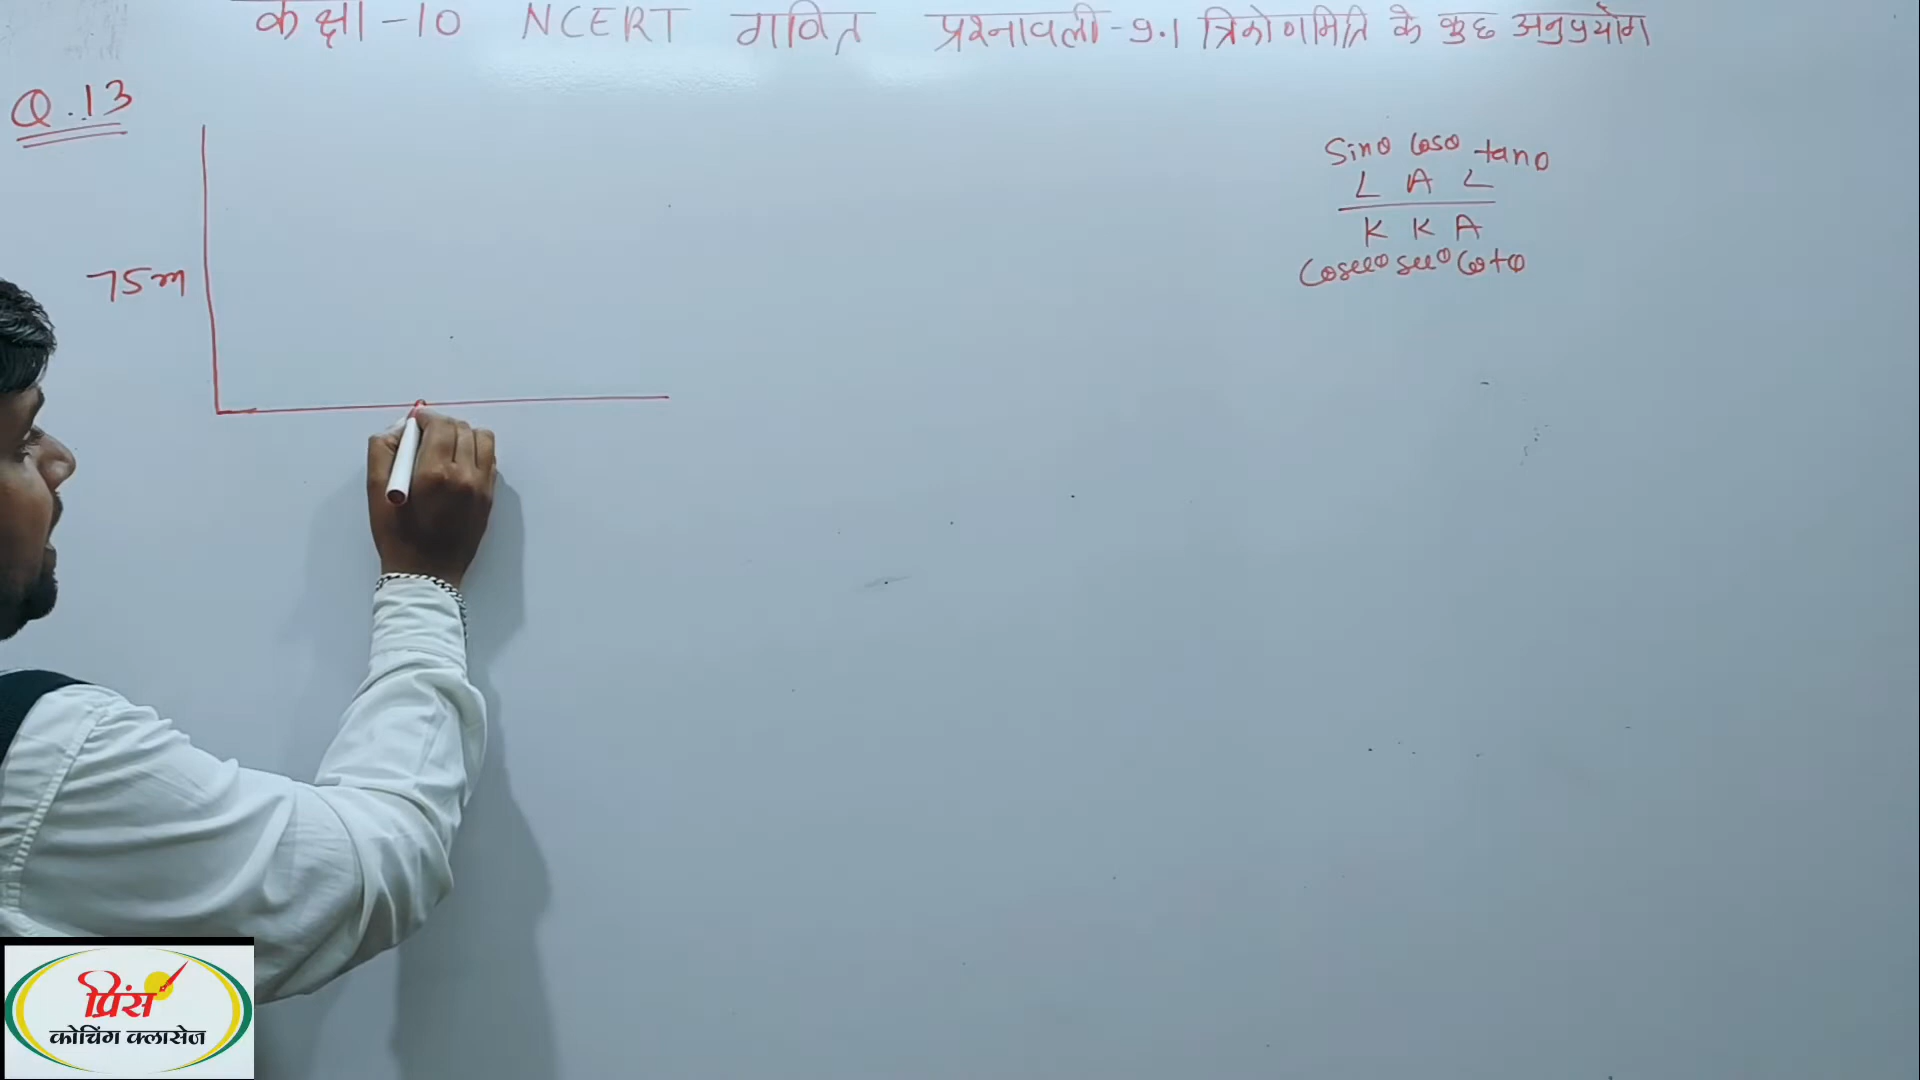 कक्षा-10 NCERT गणित प्रश्नावली-9.1 त्रिकोणमिति के कुछ अनुप्रयोग
Q.13
Sinθ Cosθ tanθ
L A L
K K A
Cosecθ secθ Cotθ
75m
प्रिंस
कोचिंग क्लासेज